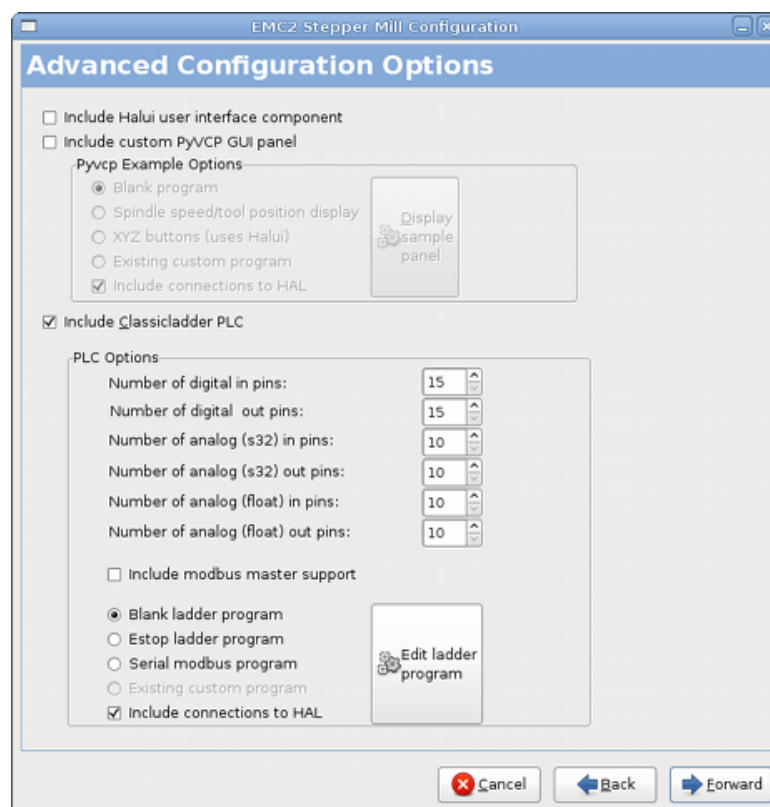 EMC2 Stepper Mill Configuration
Advanced Configuration Options
Include Halui user interface component
Include custom PyVCP GUI panel
Pyvcp Example Options
Blank program
Spindle speed/tool position display
XYZ buttons (uses Halui)
Existing custom program
Include connections to HAL
Display
sample
panel
Include Classicladder PLC
PLC Options
Number of digital in pins: 15
Number of digital out pins: 15
Number of analog (s32) in pins: 10
Number of analog (s32) out pins: 10
Number of analog (float) in pins: 10
Number of analog (float) out pins: 10
Include modbus master support
Blank ladder program
Estop ladder program
Serial modbus program
Existing custom program
Include connections to HAL
Edit ladder
program
Cancel
Back
Forward